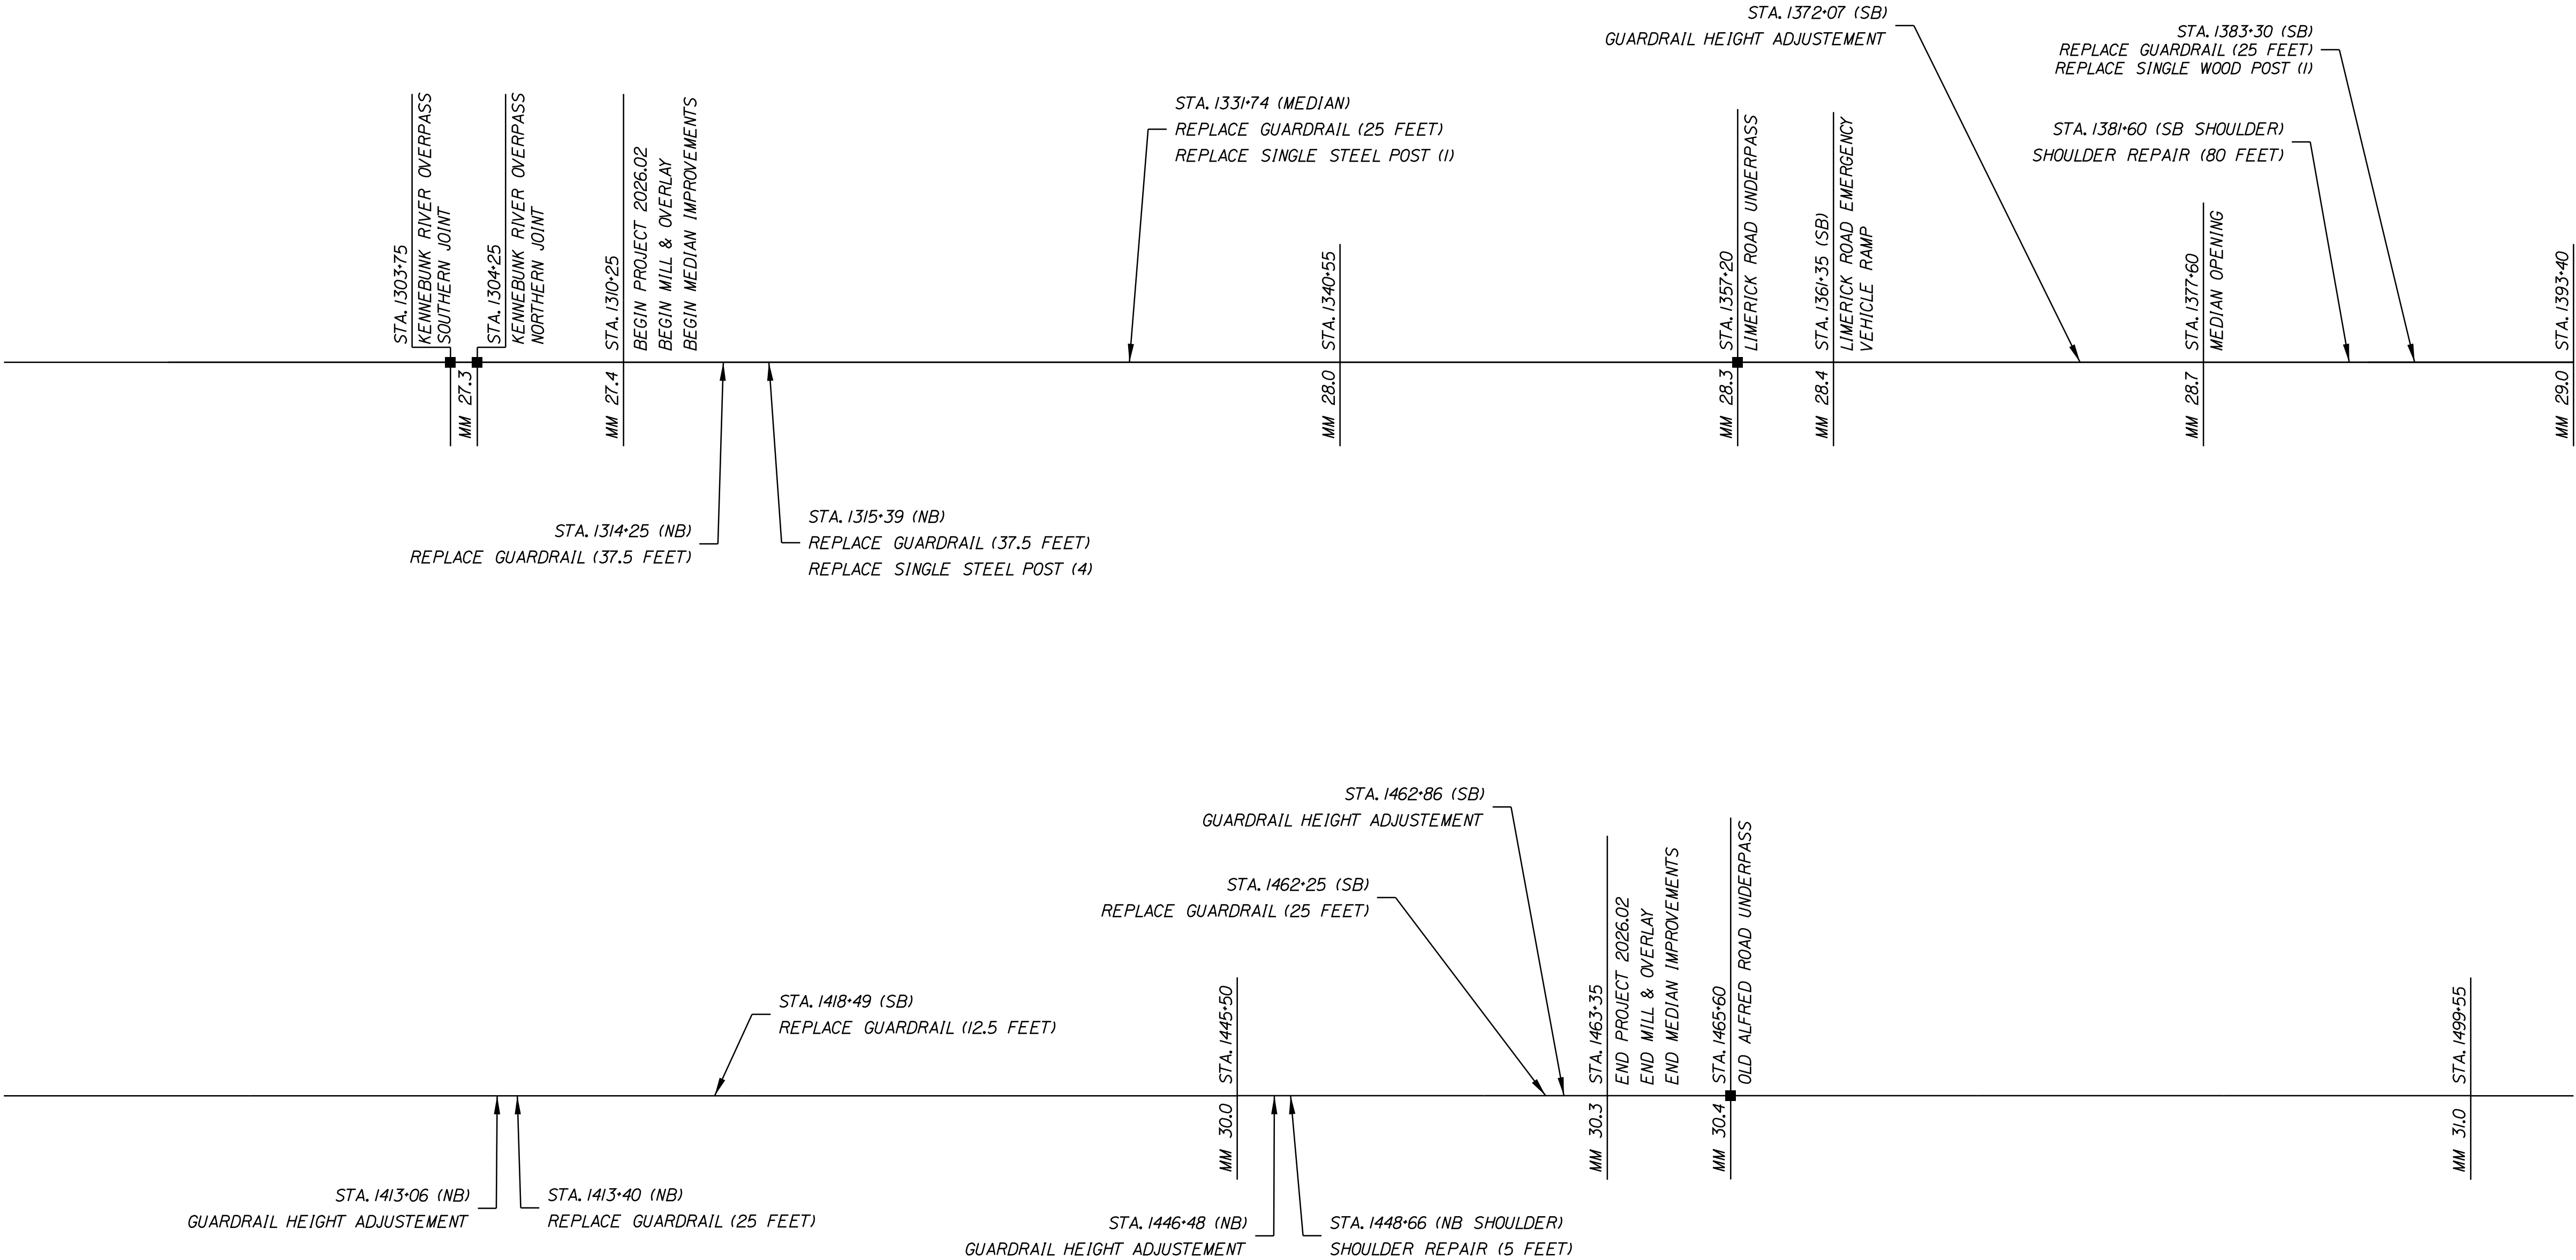 STA. 1372+07 (SB)
GUARDRAIL HEIGHT ADJUSTEMENT
STA. 1383+30 (SB)
REPLACE GUARDRAIL (25 FEET)
REPLACE SINGLE WOOD POST (1)
STA. 1331+74 (MEDIAN)
REPLACE GUARDRAIL (25 FEET)
REPLACE SINGLE STEEL POST (1)
STA. 1381+60 (SB SHOULDER)
SHOULDER REPAIR (80 FEET)
STA. 1303+75
KENNEBUNK RIVER OVERPASS
SOUTHERN JOINT
STA. 1304+25
KENNEBUNK RIVER OVERPASS
NORTHERN JOINT
MM 27.3
STA. 1310+25
BEGIN PROJECT 2026.02
BEGIN MILL & OVERLAY
BEGIN MEDIAN IMPROVEMENTS
MM 27.4
STA. 1340+55
MM 28.0
STA. 1357+20
LIMERICK ROAD UNDERPASS
MM 28.3
STA. 1361+35 (SB)
LIMERICK ROAD EMERGENCY
VEHICLE RAMP
MM 28.4
STA. 1377+60
MEDIAN OPENING
MM 28.7
STA. 1393+40
MM 29.0
STA. 1314+25 (NB)
REPLACE GUARDRAIL (37.5 FEET)
STA. 1315+39 (NB)
REPLACE GUARDRAIL (37.5 FEET)
REPLACE SINGLE STEEL POST (4)
STA. 1462+86 (SB)
GUARDRAIL HEIGHT ADJUSTEMENT
STA. 1462+25 (SB)
REPLACE GUARDRAIL (25 FEET)
STA. 1418+49 (SB)
REPLACE GUARDRAIL (12.5 FEET)
STA. 1445+50
MM 30.0
STA. 1463+35
END PROJECT 2026.02
END MILL & OVERLAY
END MEDIAN IMPROVEMENTS
MM 30.3
STA. 1465+60
OLD ALFRED ROAD UNDERPASS
MM 30.4
STA. 1499+55
MM 31.0
STA. 1413+06 (NB)
GUARDRAIL HEIGHT ADJUSTEMENT
STA. 1413+40 (NB)
REPLACE GUARDRAIL (25 FEET)
STA. 1446+48 (NB)
GUARDRAIL HEIGHT ADJUSTEMENT
STA. 1448+66 (NB SHOULDER)
SHOULDER REPAIR (5 FEET)